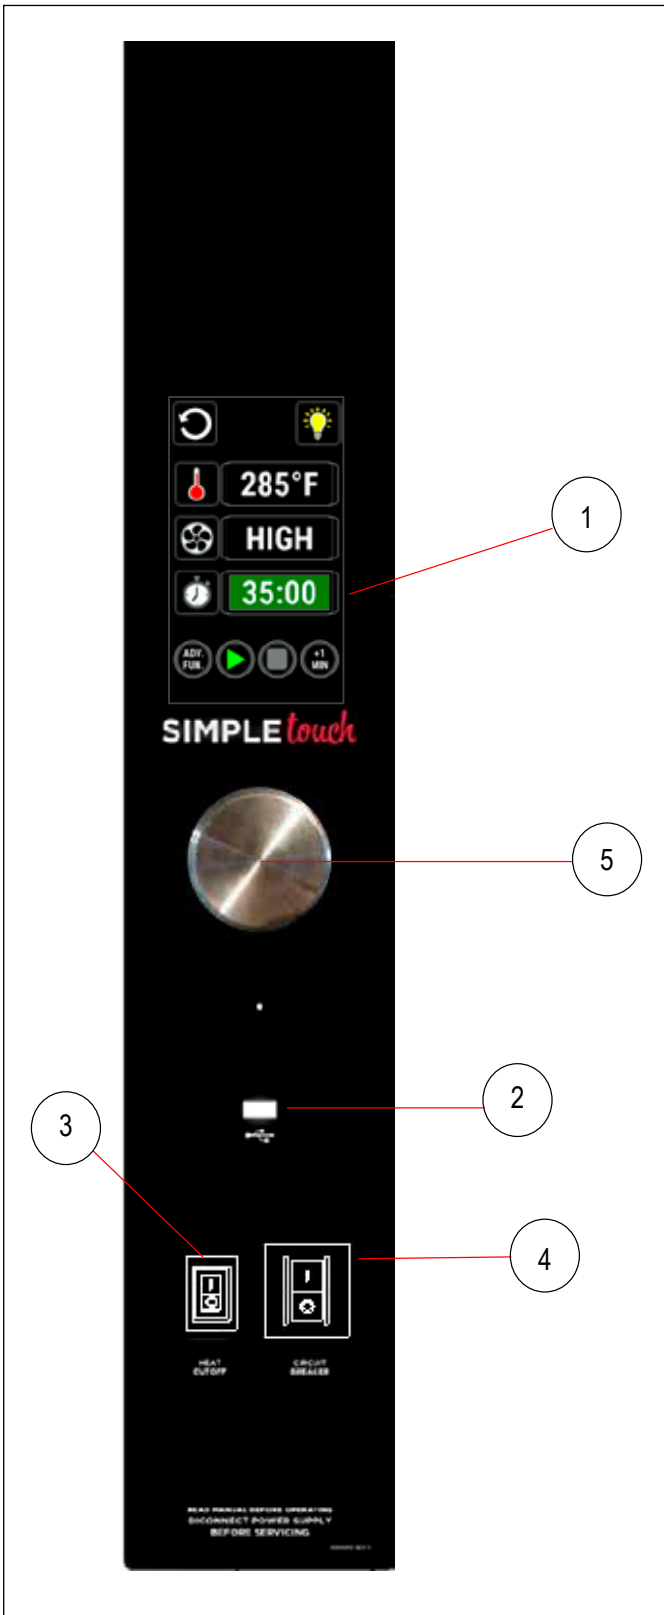 285°F
HIGH
1
35:00
ADV.
FUN.
+1
MIN
SIMPLE touch
5
2
3
4
HEAT
CUTOFF
CIRCUIT
BREAKER
READ MANUAL BEFORE OPERATING
DICONNECT POWER SUPPLY
BEFORE SERVICING